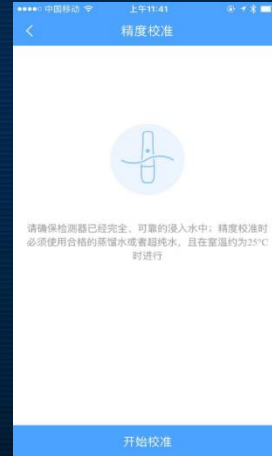 中国移动 上午11:41
精度校准
请确保检测器已经完全、可靠的浸入水中；精度校准时
必须使用合格的蒸馏水或者超纯水，且在室温约为25°C
时进行
开始校准